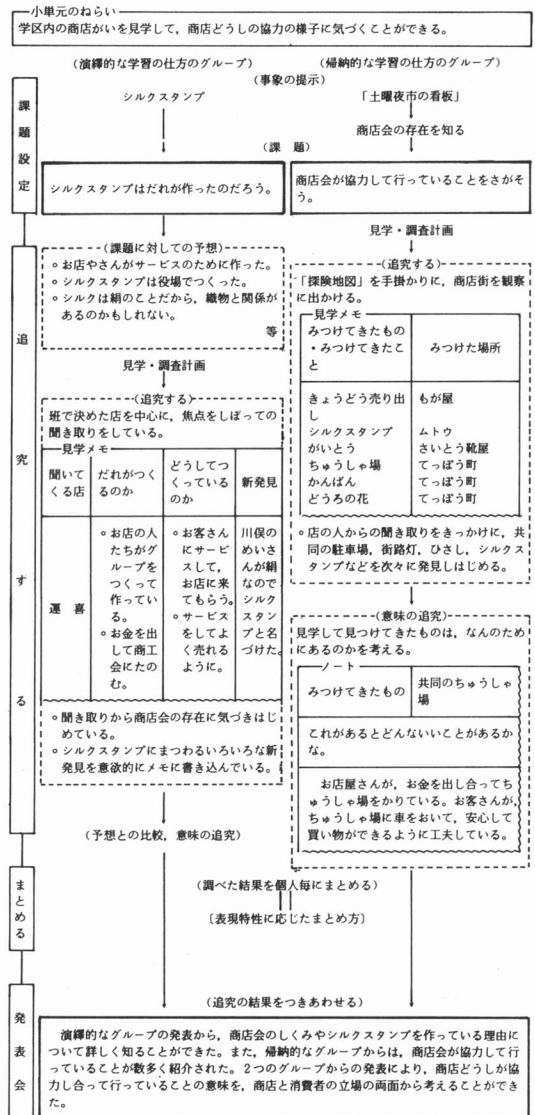 小単元のねらい
学区内の商店がいを見学して，商店どうしの協力の様子に気づくことができる。
(演繹的な学習の仕方のグループ)
(帰納的な学習の仕方のグループ)
(事象の提示)
課題設定
シルクスタンプ
「土曜夜市の看板」
商店会の存在を知る
(課　題)
シルクスタンプはだれが作ったのだろう。
商店会が協力して行っていることをさがそ
う。
追究する
(課題に対しての予想)
○お店やさんがサービスのために作った。
○シルクスタンプは役場でつくった。
○シルクは絹のことだから，織物と関係が
あるのかもしれない。
等
見学・調査計画
(追究する)
班で決めた店を中心に，焦点をしぼっての
聞き取りをしている。
見学メモ
聞いて
くる店
だれがつく
るのか
どうしてつ
くっている
のか
新発見
運　喜
○お店の人
たちがグ
ループを
つくって
作ってい
る。
○お金を出
して商工
会にたの
む。
○お客さん
にサービ
スして，
お店に来
てもらう。
○サービス
をしてよ
く売れる
ように。
川俣の
めいさ
んが絹
なので
シルク
スタン
プと名
づけた。
○聞き取りから商店会の存在に気づきはじ
めている。
○シルクスタンプにまつわるいろいろな新
発見を意欲的にメモに書き込んでいる。
(予想との比較，意味の追究)
見学・調査計画
(追究する)
「探険地図」を手掛かりに，商店街を観察
に出かける。
見学メモ
みつけてきたもの
・みつけてきたこ
と
みつけた場所
きょうどう売り出
し
もが屋
シルクスタンプ
ムトウ
がいとう
さいとう靴屋
ちゅうしゃ場
てっぽう町
かんばん
てっぽう町
どうろの花
てっぽう町
○店の人からの聞き取りをきっかけに，共
同の駐車場，街路灯，ひさし，シルクス
タンプなどを次々に発見しはじめる。
(意味の追究)
見学して見つけてきたものは，なんのため
にあるのかを考える。
ノート
みつけてきたもの
共同のちゅうしゃ
場
これがあるとどんないいことがあるか
な。
お店屋さんが，お金を出し合ってち
ゅうしゃ場をかりている。お客さんが，
ちゅうしゃ場に車をおいて，安心して
買い物ができるように工夫している。
まとめる
(調べた結果を個人毎にまとめる)
〔表現特性に応じたまとめ方〕
発表会
(追究の結果をつきあわせる)
演繹的なグループの発表から，商店会のしくみやシルクスタンプを作っている理由に
ついて詳しく知ることができた。また，帰納的なグループからは，商店会が協力して行
っていることが数多く紹介された。2つのグループからの発表により，商店どうしが協
力し合って行っていることの意味を，商店と消費者の立場の両面から考えることができ
た。